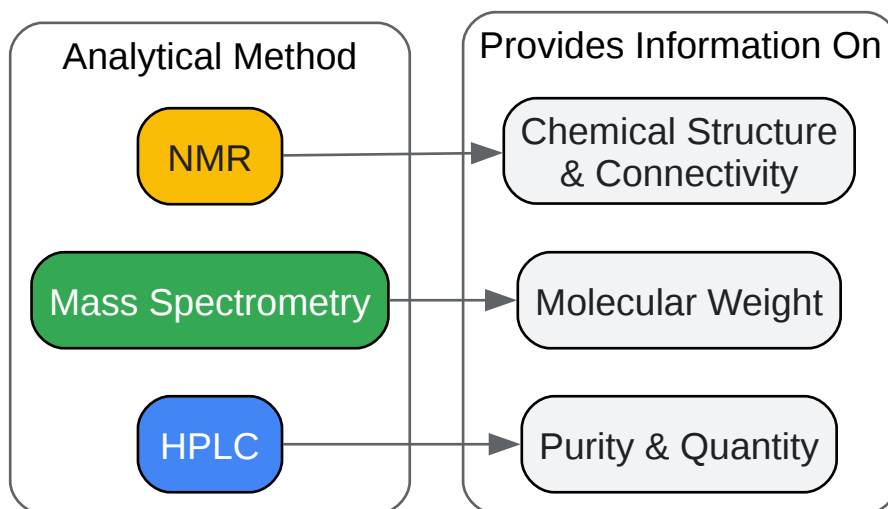 Analytical Method
Provides Information On
NMR
Chemical Structure
& Connectivity
Mass Spectrometry
Molecular Weight
HPLC
Purity & Quantity